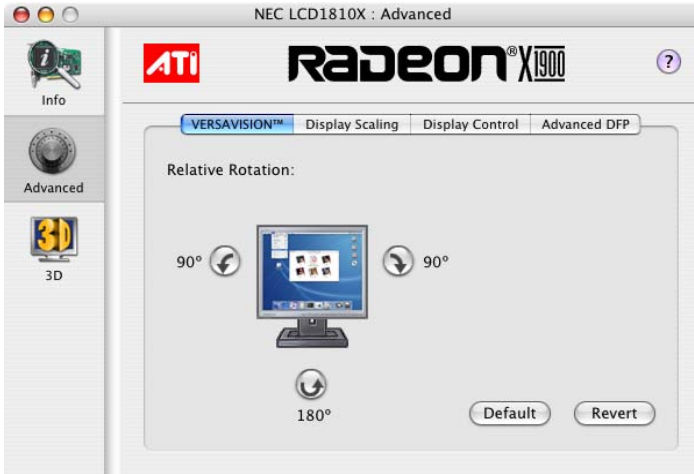 NEC LCD1810X : Advanced
Info
Advanced
3D
3D
ATI
RADEON® X1900
?
VERSAVISION™ Display Scaling Display Control Advanced DFP
Relative Rotation:
90° 90°
180°
Default Revert